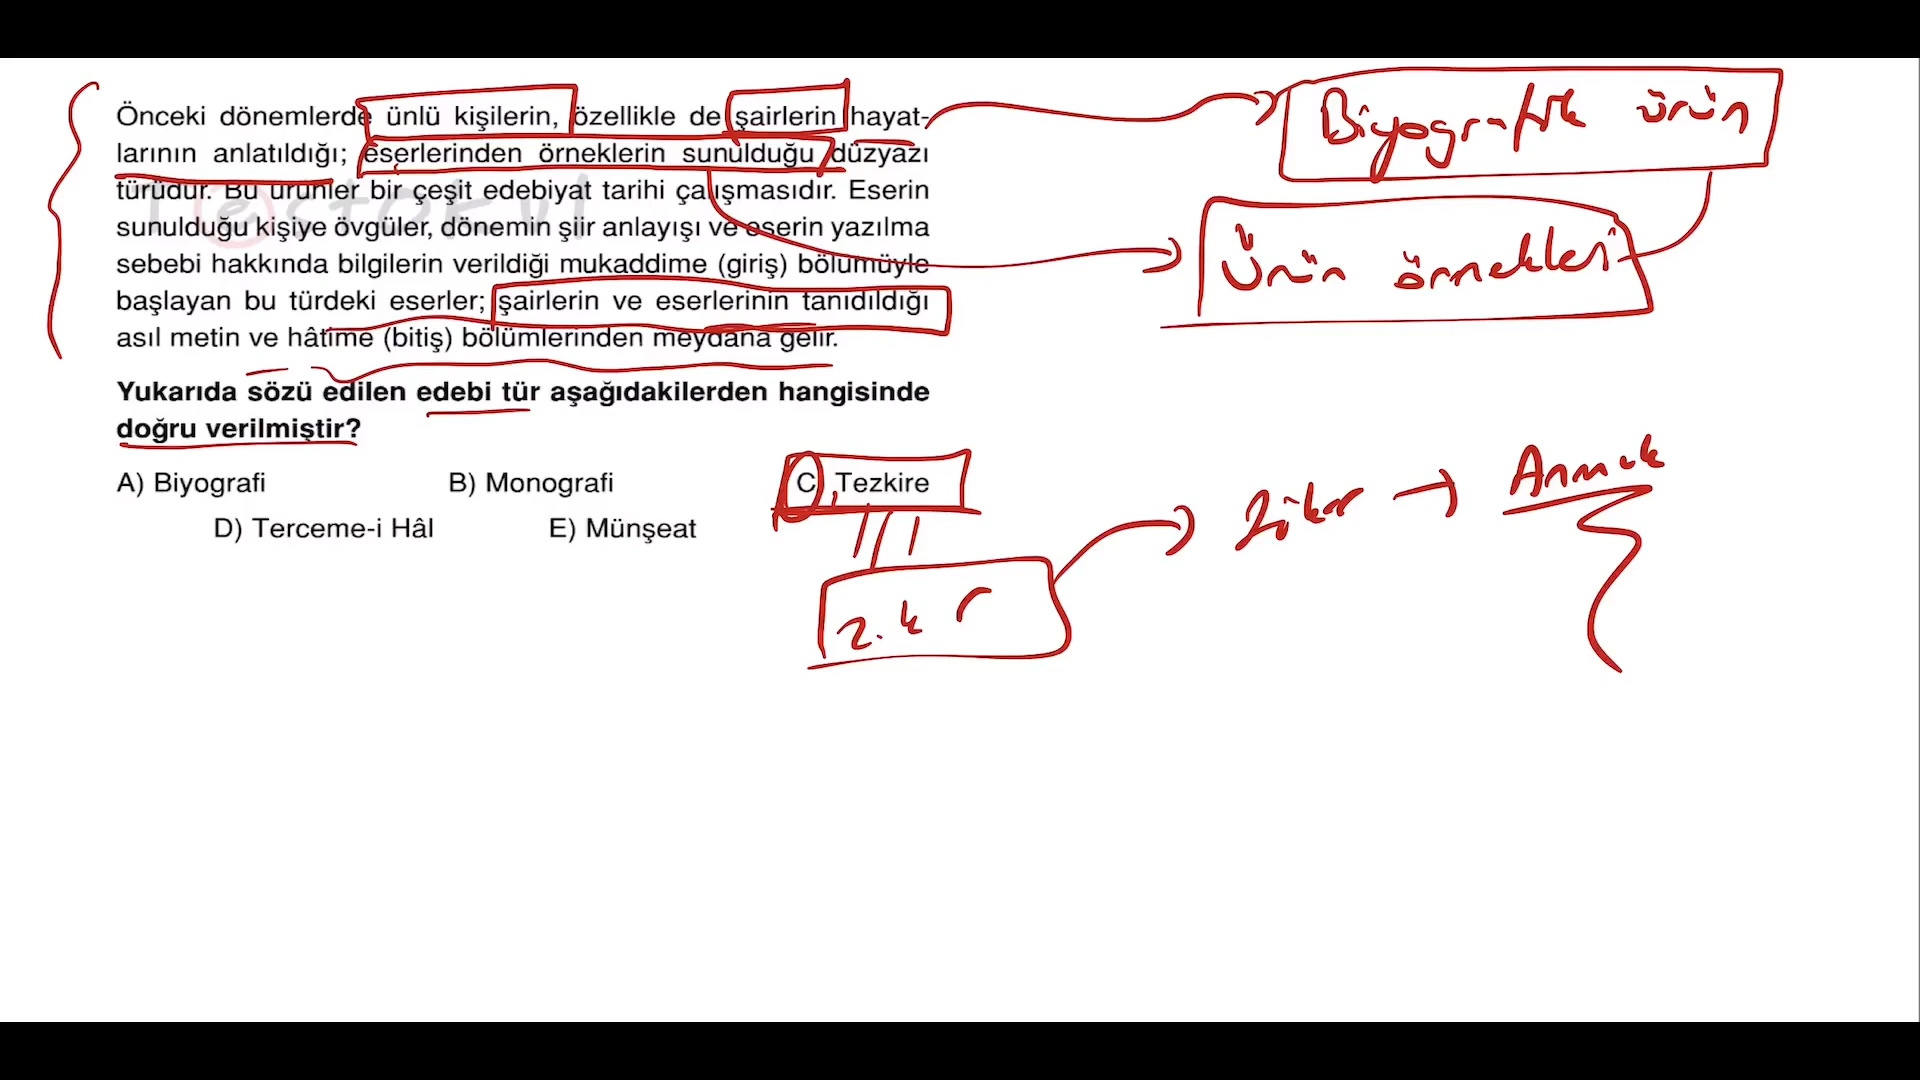 Önceki dönemlerde ünlü kişilerin, özellikle de şairlerin hayat-
larının anlatıldığı; eserlerinden örneklerin sunulduğu düzyazı
türüdür. Bu ürünler bir çeşit edebiyat tarihi çalışmasıdır. Eserin
sunulduğu kişiye övgüler, dönemin şiir anlayışı ve eserin yazılma
sebebi hakkında bilgilerin verildiği mukaddime (giriş) bölümüyle
başlayan bu türdeki eserler; şairlerin ve eserlerinin tanıdıldığı
asıl metin ve hâtime (bitiş) bölümlerinden meydana gelir.
Yukarıda sözü edilen edebi tür aşağıdakilerden hangisinde
doğru verilmiştir?
A) Biyografi B) Monografi C) Tezkire
D) Terceme-i Hâl E) Münşeat
Biyografik ürün
Ürün örnekleri
z.k r
zikr → Anmak